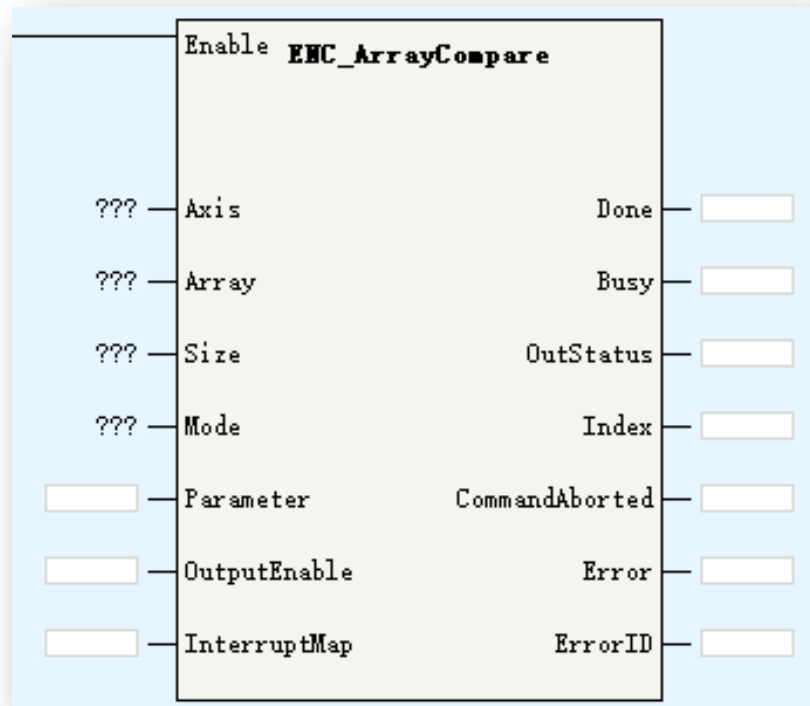 Enable ENC_ArrayCompare
??? Axis Done
??? Array Busy
??? Size OutStatus
??? Mode Index
Parameter CommandAborted
OutputEnable Error
InterruptMap ErrorID